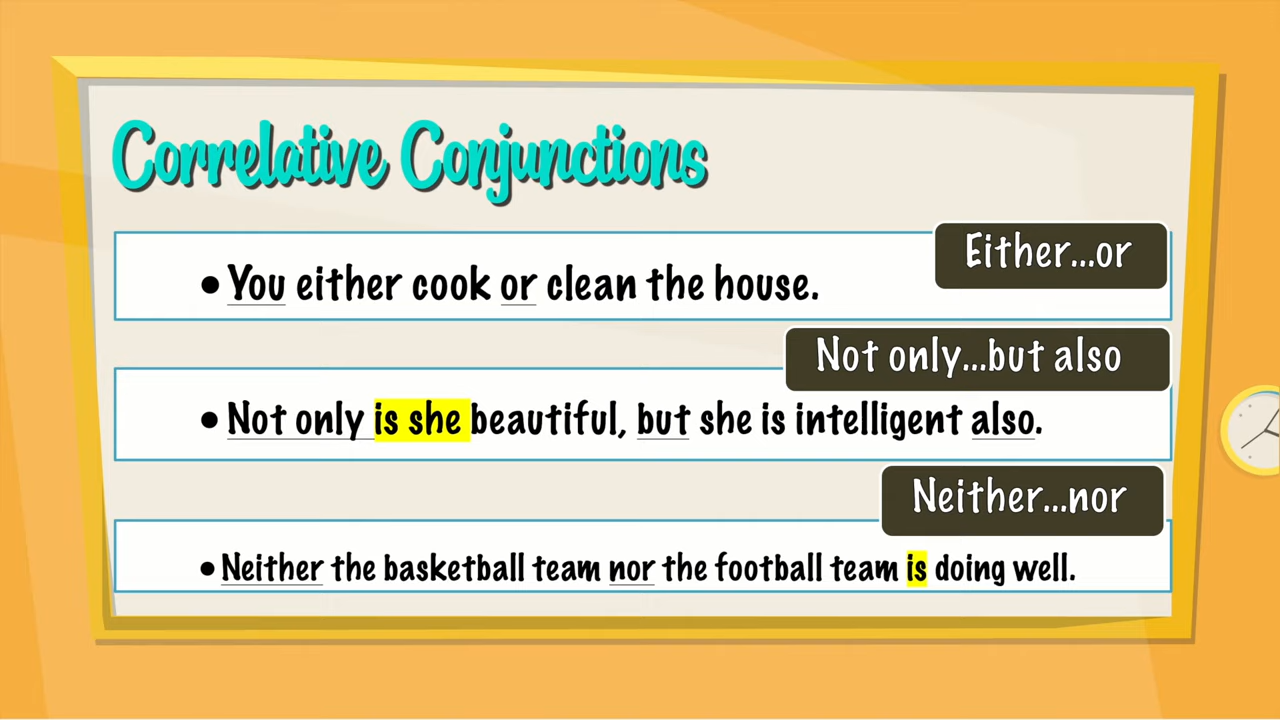 Correlative Conjunctions
Either...or
• You either cook or clean the house.
Not only...but also
• Not only is she beautiful, but she is intelligent also.
Neither...nor
• Neither the basketball team nor the football team is doing well.